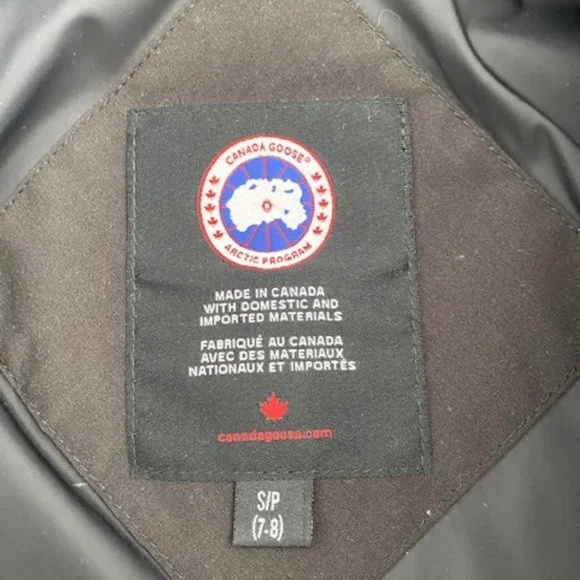 CANADA GOOSE®
ARCTIC PROGRAM
MADE IN CANADA
WITH DOMESTIC AND
IMPORTED MATERIALS
FABRIQUÉ AU CANADA
AVEC DES MATERIAUX
NATIONAUX ET IMPORTÉS
canadagoose.com
S/P
(7-8)